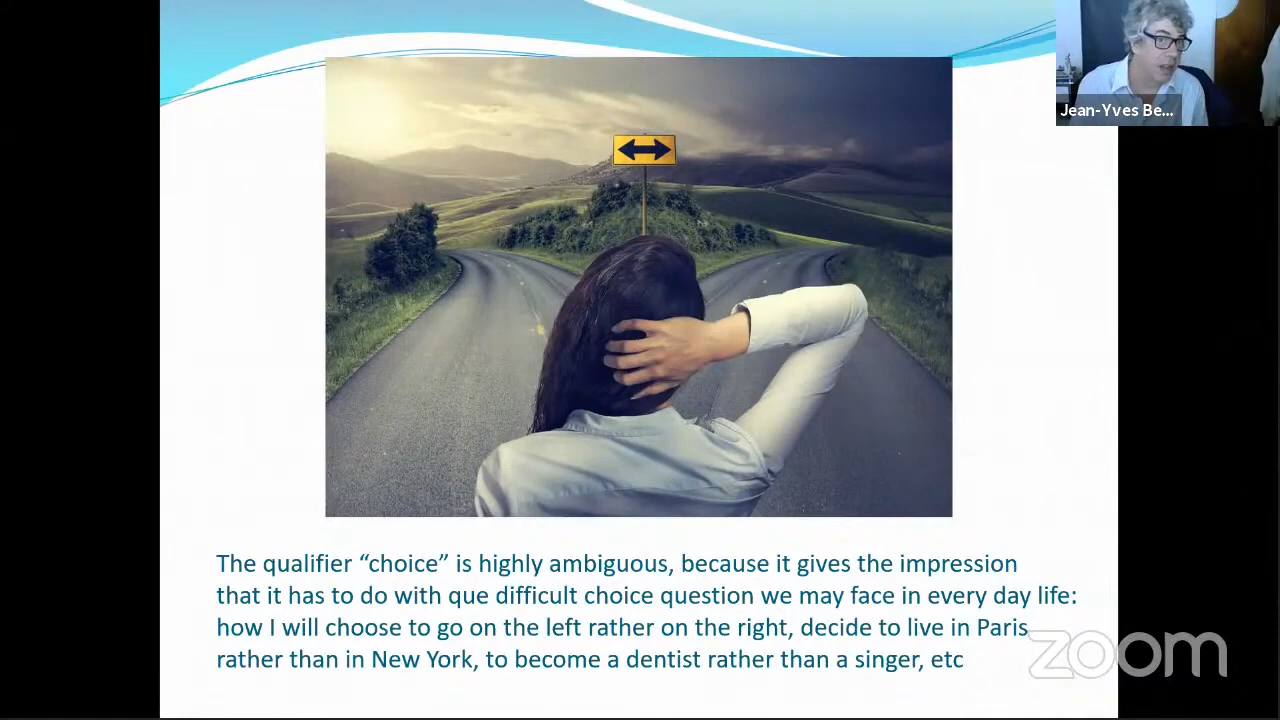 Jean-Yves Be...
The qualifier “choice” is highly ambiguous, because it gives the impression
that it has to do with que difficult choice question we may face in every day life:
how I will choose to go on the left rather on the right, decide to live in Paris
rather than in New York, to become a dentist rather than a singer, etc
zoom